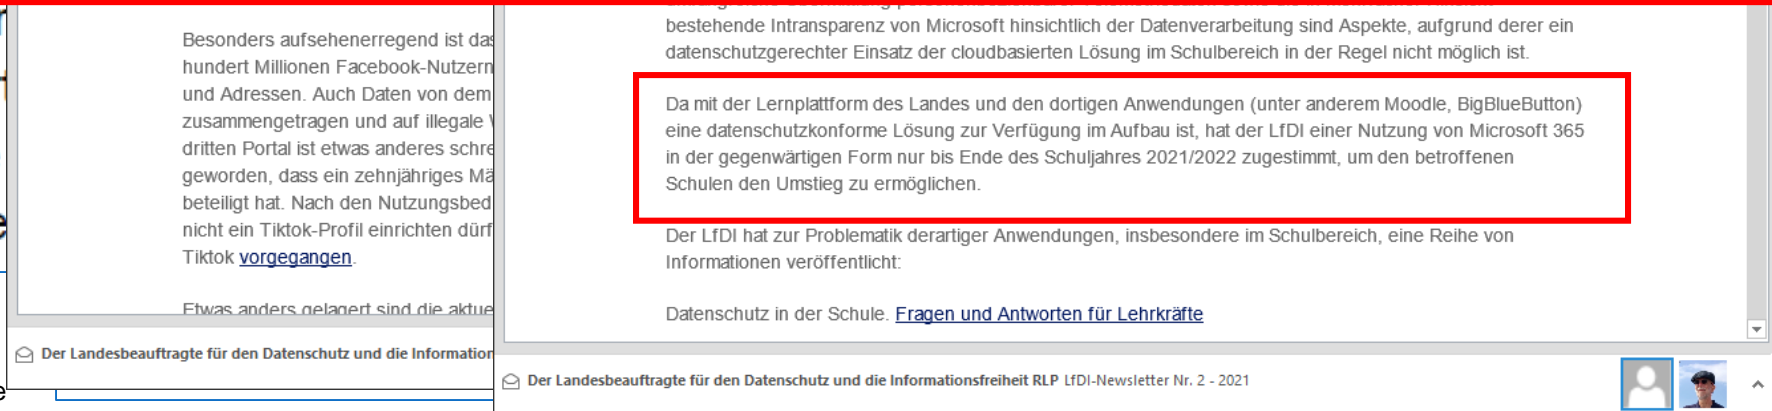 Besonders aufsehenerregend ist das
hundert Millionen Facebook-Nutzern
und Adressen. Auch Daten von dem
zusammengetragen und auf illegale
dritten Portal ist etwas anderes schre
geworden, dass ein zehnjähriges Mä
beteiligt hat. Nach den Nutzungsbed
nicht ein Tiktok-Profil einrichten dürf
Tiktok vorgegangen.
Etwas anders gelagert sind die aktue
Der Landesbeauftragte für den Datenschutz und die Information
bestehende Intransparenz von Microsoft hinsichtlich der Datenverarbeitung sind Aspekte, aufgrund derer ein
datenschutzgerechter Einsatz der cloudbasierten Lösung im Schulbereich in der Regel nicht möglich ist.
Da mit der Lernplattform des Landes und den dortigen Anwendungen (unter anderem Moodle, BigBlueButton)
eine datenschutzkonforme Lösung zur Verfügung im Aufbau ist, hat der LfDI einer Nutzung von Microsoft 365
in der gegenwärtigen Form nur bis Ende des Schuljahres 2021/2022 zugestimmt, um den betroffenen
Schulen den Umstieg zu ermöglichen.
Der LfDI hat zur Problematik derartiger Anwendungen, insbesondere im Schulbereich, eine Reihe von
Informationen veröffentlicht:
Datenschutz in der Schule. Fragen und Antworten für Lehrkräfte
Der Landesbeauftragte für den Datenschutz und die Informationsfreiheit RLP LfDI-Newsletter Nr. 2 - 2021